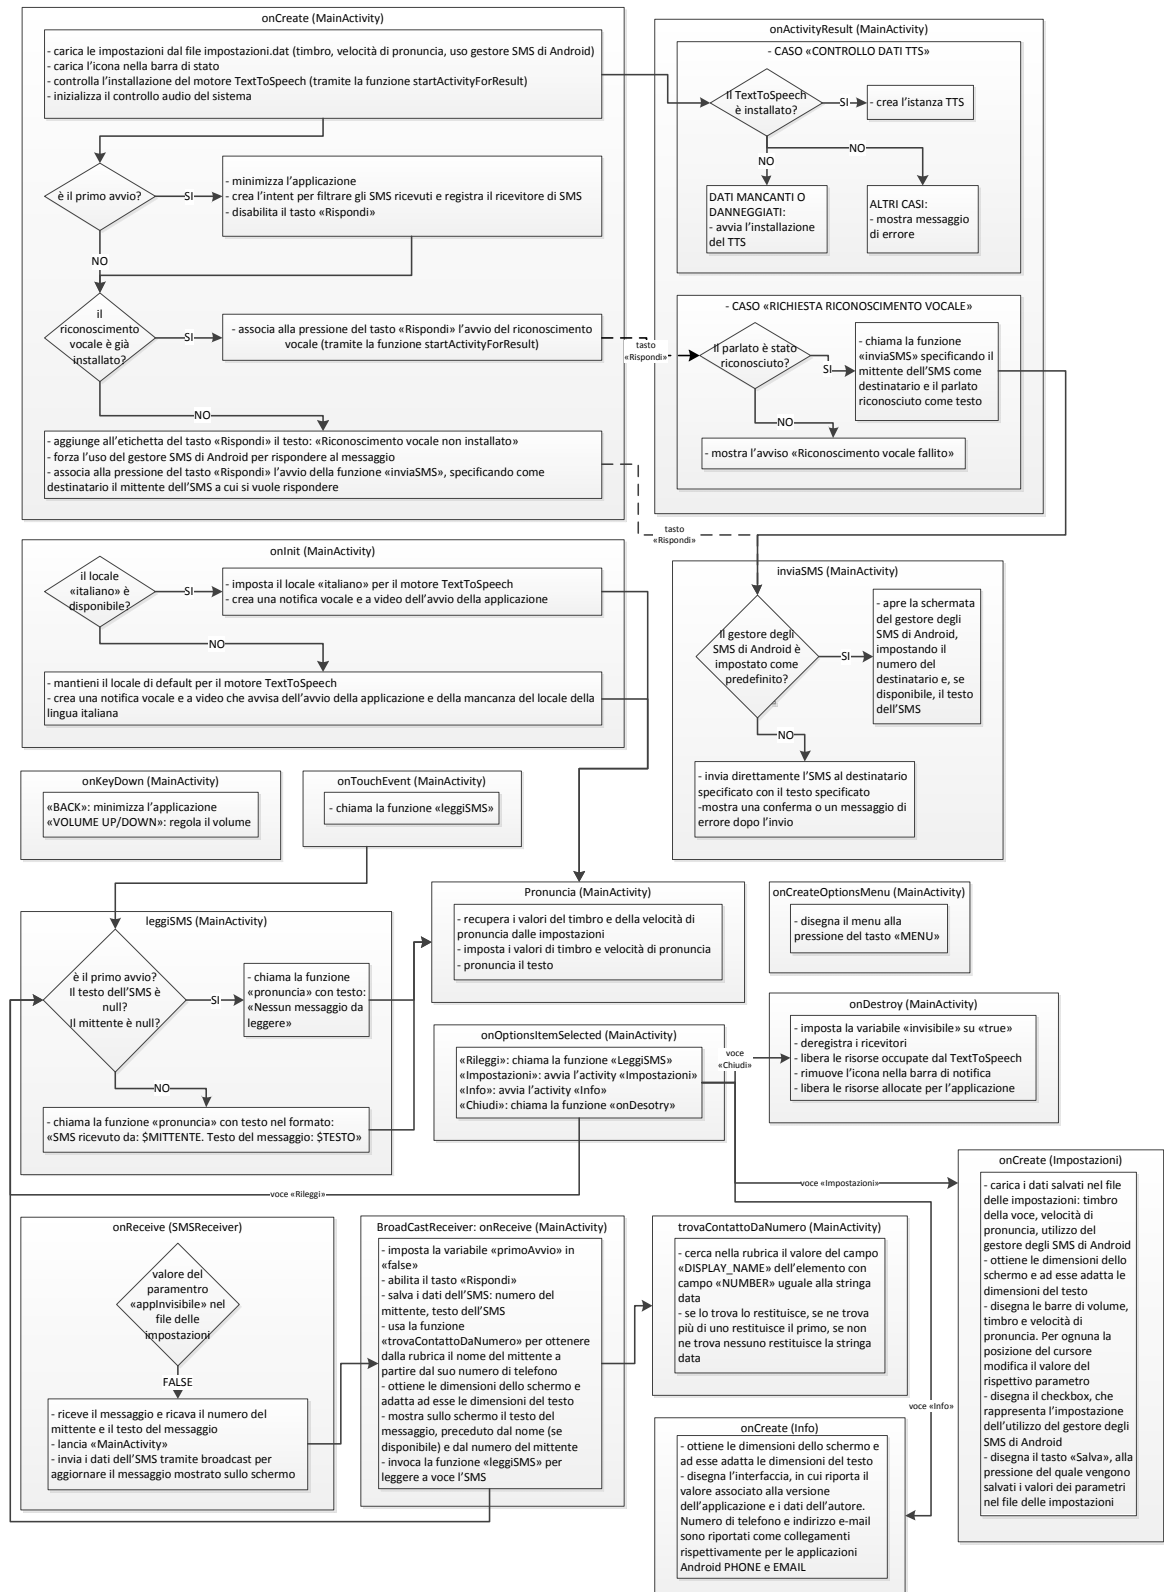 onCreate (MainActivity)
- carica le impostazioni dal file impostazioni.dat (timbro, velocità di pronuncia, uso gestore SMS di Android)
- carica l'icona nella barra di stato
- controlla l'installazione del motore TextToSpeech (tramite la funzione startActivityForResult)
- inizializza il controllo audio del sistema
è il primo avvio?
SI
- minimizza l'applicazione
- crea l'intent per filtrare gli SMS ricevuti e registra il ricevitore di SMS
- disabilita il tasto «Rispondi»
NO
il
riconoscimento
vocale è già
installato?
SI
- associa alla pressione del tasto «Rispondi» l'avvio del riconoscimento
vocale (tramite la funzione startActivityForResult)
NO
- aggiunge all'etichetta del tasto «Rispondi» il testo: «Riconoscimento vocale non installato»
- forza l'uso del gestore SMS di Android per rispondere al messaggio
- associa alla pressione del tasto «Rispondi» l'avvio della funzione «inviaSMS», specificando come
destinatario il mittente dell'SMS a cui si vuole rispondere
tasto
«Rispondi»
tasto
«Rispondi»
onActivityResult (MainActivity)
- CASO «CONTROLLO DATI TTS»
Il TextToSpeech
è installato?
SI
- crea l'istanza TTS
NO
NO
DATI MANCANTI O
DANNEGGIATI:
- avvia l'installazione
del TTS
ALTRI CASI:
- mostra messaggio
di errore
- CASO «RICHIESTA RICONOSCIMENTO VOCALE»
Il parlato è stato
riconosciuto?
SI
- chiama la funzione
«inviaSMS» specificando il
mittente dell'SMS come
destinatario e il parlato
riconosciuto come testo
NO
- mostra l'avviso «Riconoscimento vocale fallito»
onInit (MainActivity)
il locale
«italiano» è
disponibile?
SI
- imposta il locale «italiano» per il motore TextToSpeech
- crea una notifica vocale e a video dell'avvio della applicazione
NO
- mantieni il locale di default per il motore TextToSpeech
- crea una notifica vocale e a video che avvisa dell'avvio della applicazione e della mancanza del locale della
lingua italiana
inviaSMS (MainActivity)
Il gestore degli
SMS di Android è
impostato come
predefinito?
SI
- apre la schermata
del gestore degli
SMS di Android,
impostando il
numero del
destinatario e, se
disponibile, il testo
dell'SMS
NO
- invia direttamente l'SMS al destinatario
specificato con il testo specificato
-mostra una conferma o un messaggio di
errore dopo l'invio
onKeyDown (MainActivity)
«BACK»: minimizza l'applicazione
«VOLUME UP/DOWN»: regola il volume
onTouchEvent (MainActivity)
- chiama la funzione «leggiSMS»
leggiSMS (MainActivity)
è il primo avvio?
Il testo dell'SMS è
null?
Il mittente è null?
SI
- chiama la funzione
«pronuncia» con testo:
«Nessun messaggio da
leggere»
NO
- chiama la funzione «pronuncia» con testo nel formato:
«SMS ricevuto da: $MITTENTE. Testo del messaggio: $TESTO»
Pronuncia (MainActivity)
- recupera i valori del timbro e della velocità di
pronuncia dalle impostazioni
- imposta i valori di timbro e velocità di pronuncia
- pronuncia il testo
onCreateOptionsMenu (MainActivity)
- disegna il menu alla
pressione del tasto «MENU»
onOptionsItemSelected (MainActivity)
«Rileggi»: chiama la funzione «LeggiSMS»
«Impostazioni»: avvia l'activity «Impostazioni»
«Info»: avvia l'activity «Info»
«Chiudi»: chiama la funzione «onDesotry»
voce
«Chiudi»
onDestroy (MainActivity)
- imposta la variabile «invisibile» su «true»
- deregistra i ricevitori
- libera le risorse occupate dal TextToSpeech
- rimuove l'icona nella barra di notifica
- libera le risorse allocate per l'applicazione
voce «Rileggi»
voce «Impostazioni»
voce «Info»
onReceive (SMSReceiver)
valore del
paramentro
«appInvisibile» nel
file delle
impostazioni
FALSE
- riceve il messaggio e ricava il numero del
mittente e il testo del messaggio
- lancia «MainActivity»
- invia i dati dell'SMS tramite broadcast per
aggiornare il messaggio mostrato sullo schermo
BroadCastReceiver: onReceive (MainActivity)
- imposta la variabile «primoAvvio» in
«false»
- abilita il tasto «Rispondi»
- salva i dati dell'SMS: numero del
mittente, testo dell'SMS
- usa la funzione
«trovaContattoDaNumero» per ottenere
dalla rubrica il nome del mittente a
partire dal suo numero di telefono
- ottiene le dimensioni dello schermo e
adatta ad esse le dimensioni del testo
- mostra sullo schermo il testo del
messaggio, preceduto dal nome (se
disponibile) e dal numero del mittente
- invoca la funzione «leggiSMS» per
leggere a voce l'SMS
trovaContattoDaNumero (MainActivity)
- cerca nella rubrica il valore del campo
«DISPLAY_NAME» dell'elemento con
campo «NUMBER» uguale alla stringa
data
- se lo trova lo restituisce, se ne trova
più di uno restituisce il primo, se non
ne trova nessuno restituisce la stringa
data
onCreate (Info)
- ottiene le dimensioni dello schermo e
ad esse adatta le dimensioni del testo
- disegna l'interfaccia, in cui riporta il
valore associato alla versione
dell'applicazione e i dati dell'autore.
Numero di telefono e indirizzo e-mail
sono riportati come collegamenti
rispettivamente per le applicazioni
Android PHONE e EMAIL
onCreate (Impostazioni)
- carica i dati salvati nel file
delle impostazioni: timbro
della voce, velocità di
pronuncia, utilizzo del
gestore degli SMS di Android
- ottiene le dimensioni dello
schermo e ad esse adatta le
dimensioni del testo
- disegna le barre di volume,
timbro e velocità di
pronuncia. Per ognuna la
posizione del cursore
modifica il valore del
rispettivo parametro
- disegna il checkbox, che
rappresenta l'impostazione
dell'utilizzo del gestore degli
SMS di Android
- disegna il tasto «Salva», alla
pressione del quale vengono
salvati i valori dei parametri
nel file delle impostazioni